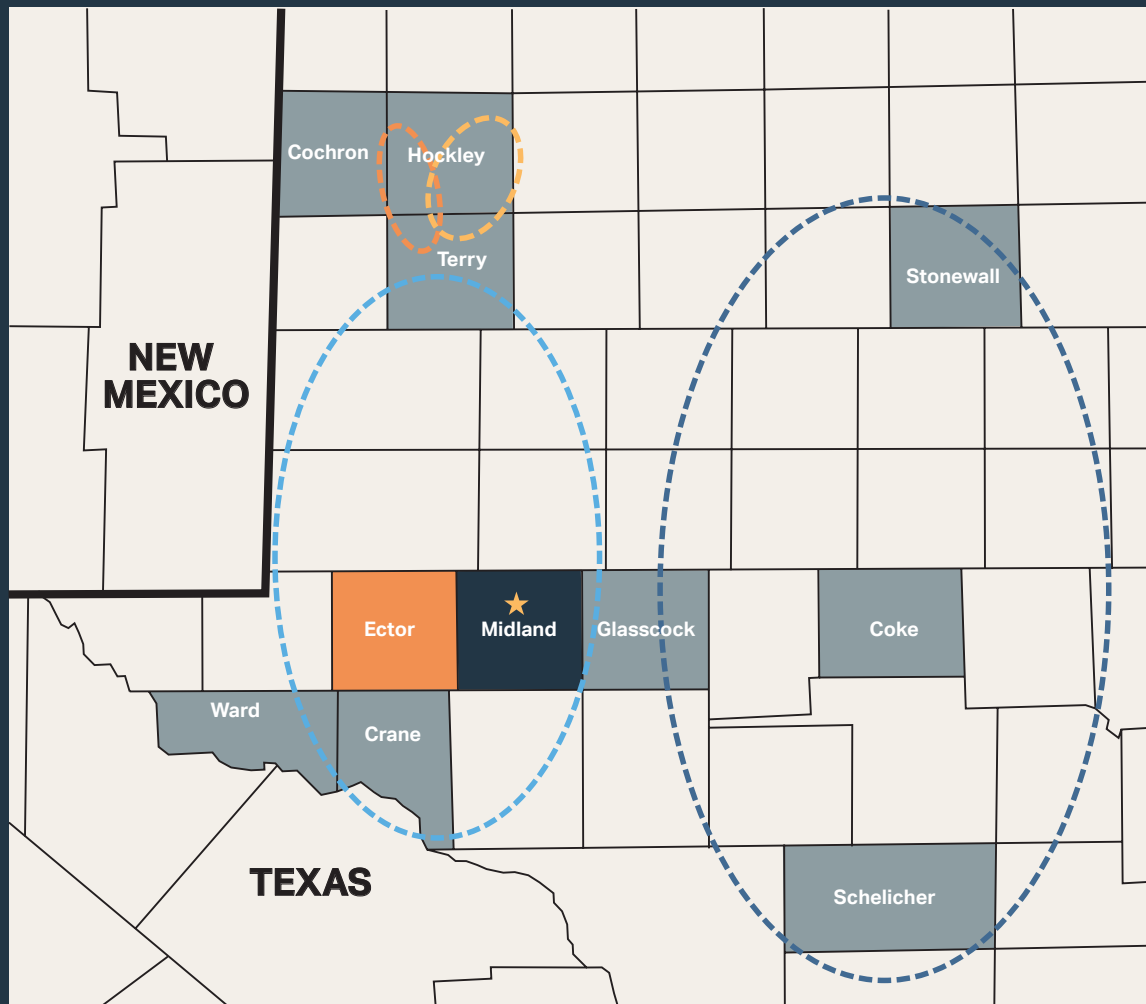 Cochron
Hockley
Terry
Stonewall
NEW
MEXICO
Ector
Midland
Glasscock
Coke
Ward
Crane
TEXAS
Schelicher